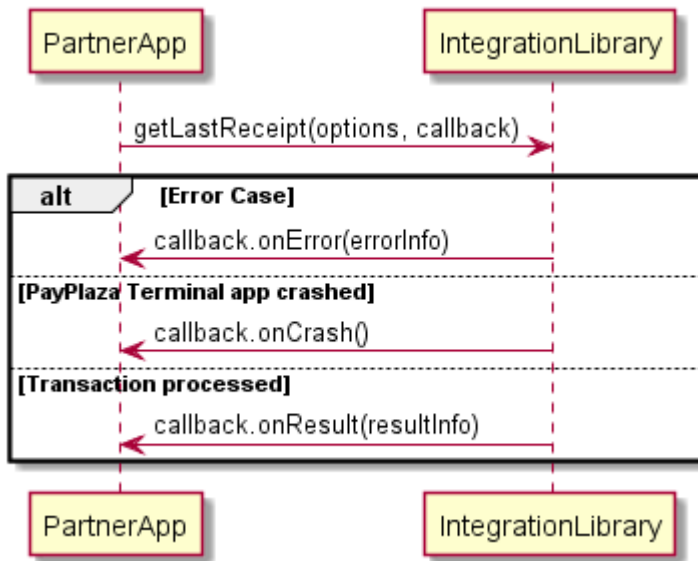 PartnerApp IntegrationLibrary
getLastReceipt(options, callback)
alt [Error Case]
callback.onError(errorInfo)
[PayPlaza Terminal app crashed]
callback.onCrash()
[Transaction processed]
callback.onResult(resultInfo)
PartnerApp IntegrationLibrary